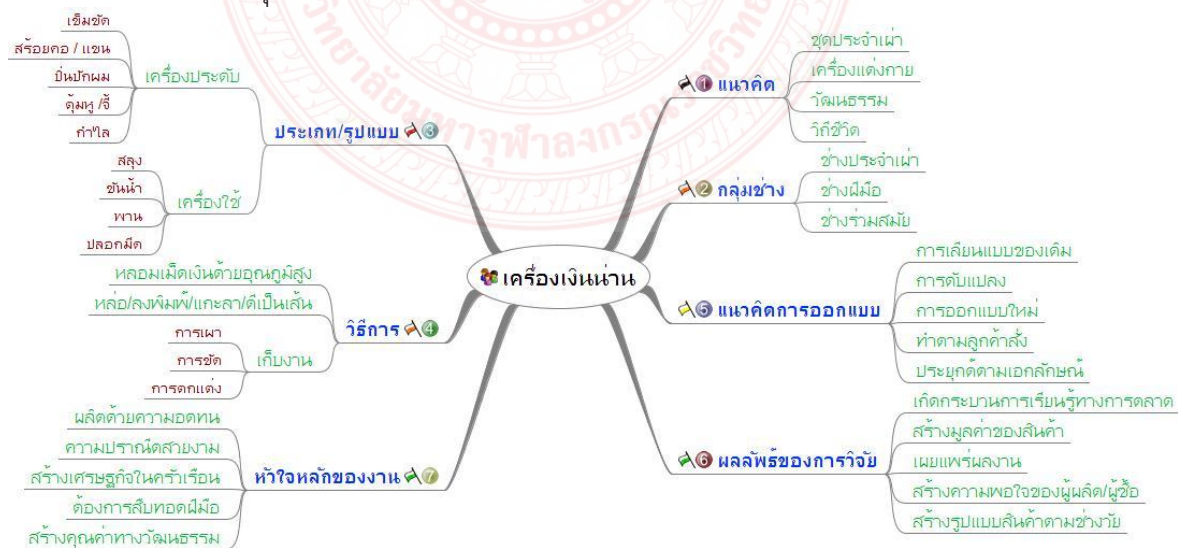 เครื่องเงินน่าน
1 แนวคิด
ชุดประจำเผ่า
เครื่องแต่งกาย
วัฒนธรรม
วิถีชีวิต
2 กลุ่มช่าง
ช่างประจำเผ่า
ช่างฝีมือ
ช่างร่วมสมัย
3 ประเภท/รูปแบบ
เครื่องประดับ
เข็มขัด
สร้อยคอ / แขน
ปิ่นปักผม
ตุ้มหู /จี้
กำไล
เครื่องใช้
สลุง
ขันน้ำ
พาน
ปลอกมีด
4 วิธีการ
หลอมเม็ดเงินด้วยอุณภูมิสูง
หล่อ/ลงพิมพ์/แกะลา/ตีเป็นเส้น
เก็บงาน
การเผา
การขัด
การตกแต่ง
5 แนวคิดการออกแบบ
การเลียนแบบของเดิม
การดับแปลง
การออกแบบใหม่
ทำตามลูกค้าสั่ง
ประยุกต์ตามเอกลักษณ์
6 ผลลัพธ์ของการวิจัย
เกิดกระบวนการเรียนรู้ทางการตลาด
สร้างมูลค่าของสินค้า
เผยแพร่ผลงาน
สร้างความพอใจของผู้ผลิต/ผู้ซื้อ
สร้างรูปแบบสินค้าตามช่างวัย
7 หัวใจหลักของงาน
ผลิตด้วยความอดทน
ความปราณีตสวยงาม
สร้างเศรษฐกิจในครัวเรือน
ต้องการสืบทอดฝีมือ
สร้างคุณค่าทางวัฒนธรรม